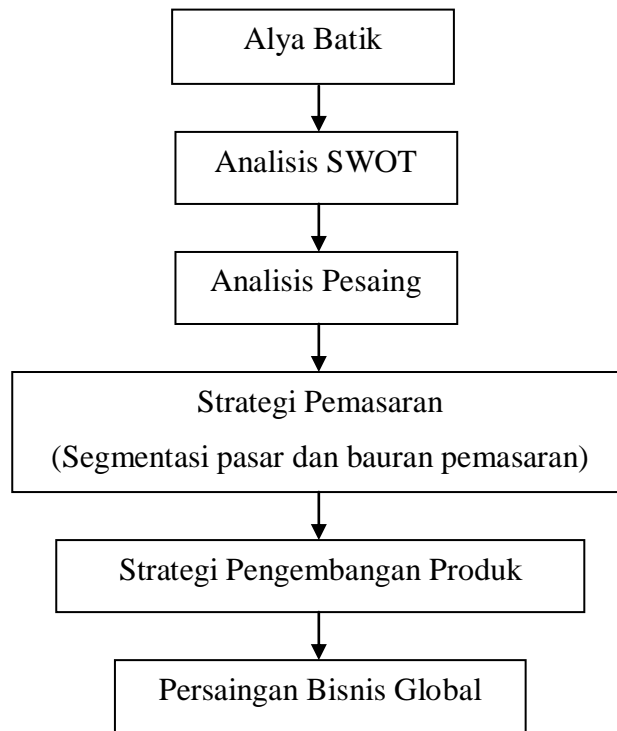 Alya Batik
Analisis SWOT
Analisis Pesaing
Strategi Pemasaran
(Segmentasi pasar dan bauran pemasaran)
Strategi Pengembangan Produk
Persaingan Bisnis Global